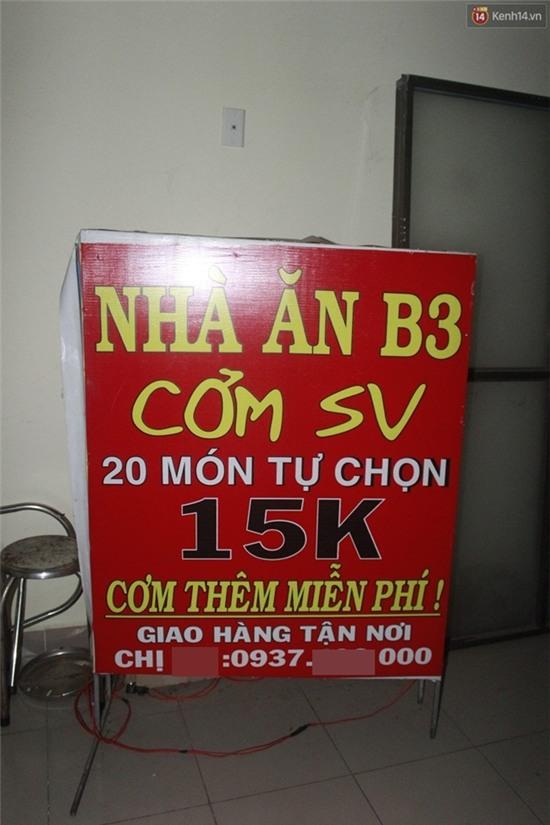 14 Kenh14.vn
NHÀ ĂN B3
CƠM SV
20 MÓN TỰ CHỌN
15K
CƠM THÊM MIỄN PHÍ !
GIAO HÀNG TẬN NƠI
CHỊ :0937. 000